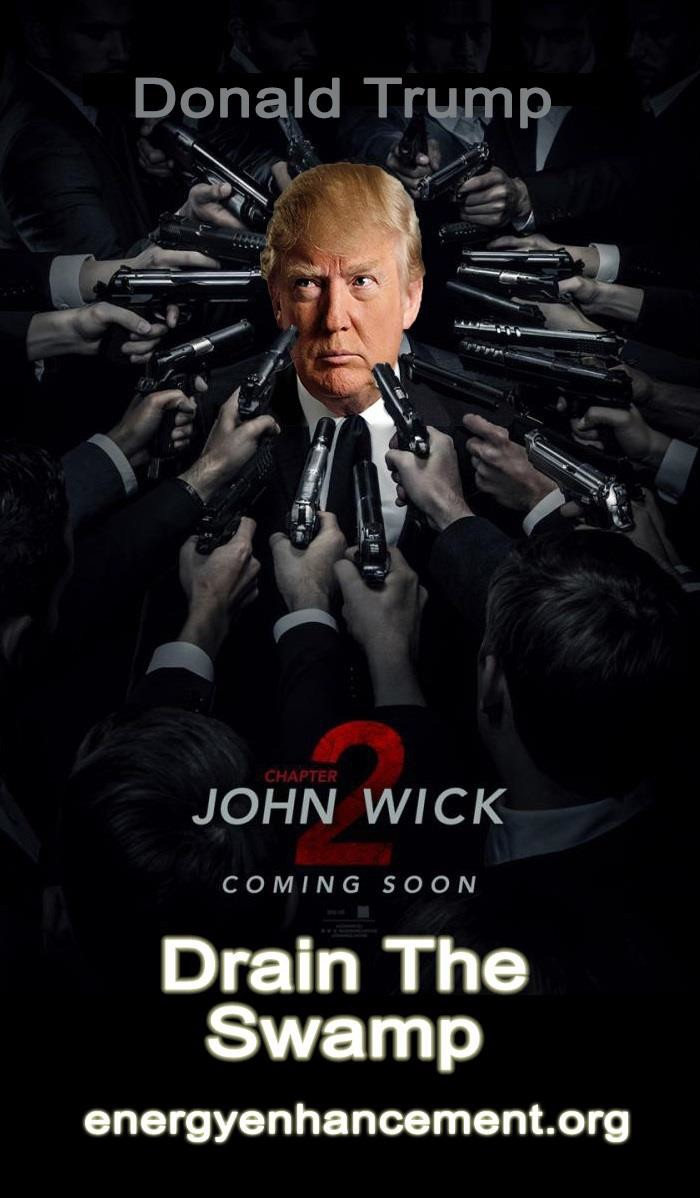 Donald Trump
CHAPTER 2
JOHN WICK
COMING SOON
Drain The
Swamp
energyenhancement.org